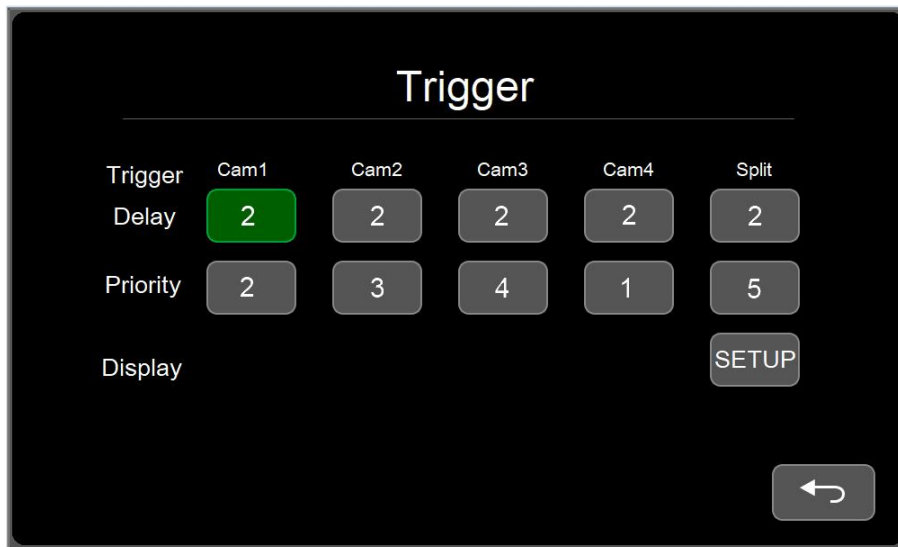 Trigger
Trigger Cam1 Cam2 Cam3 Cam4 Split
Delay 2 2 2 2 2
Priority 2 3 4 1 5
Display SETUP